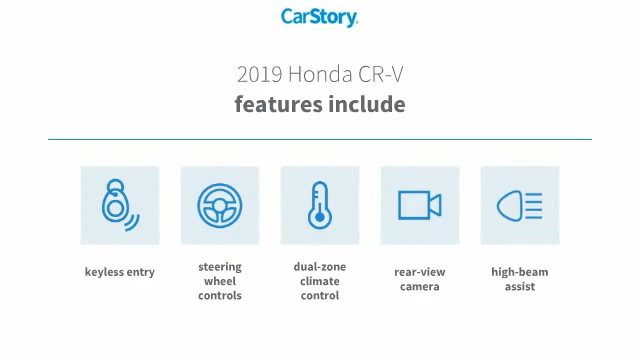 CarStory
2019 Honda CR-V
features include
keyless entry
steering
wheel
controls
dual-zone
climate
control
rear-view
camera
high-beam
assist